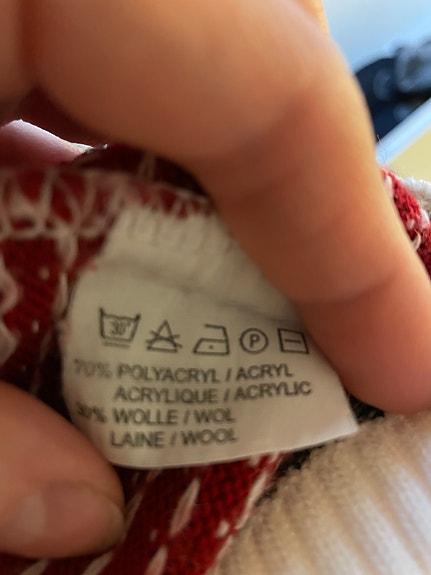 30°
P
70% POLYACRYL / ACRYL
ACRYLIQUE / ACRYLIC
30% WOLLE / WOL
LAINE / WOOL